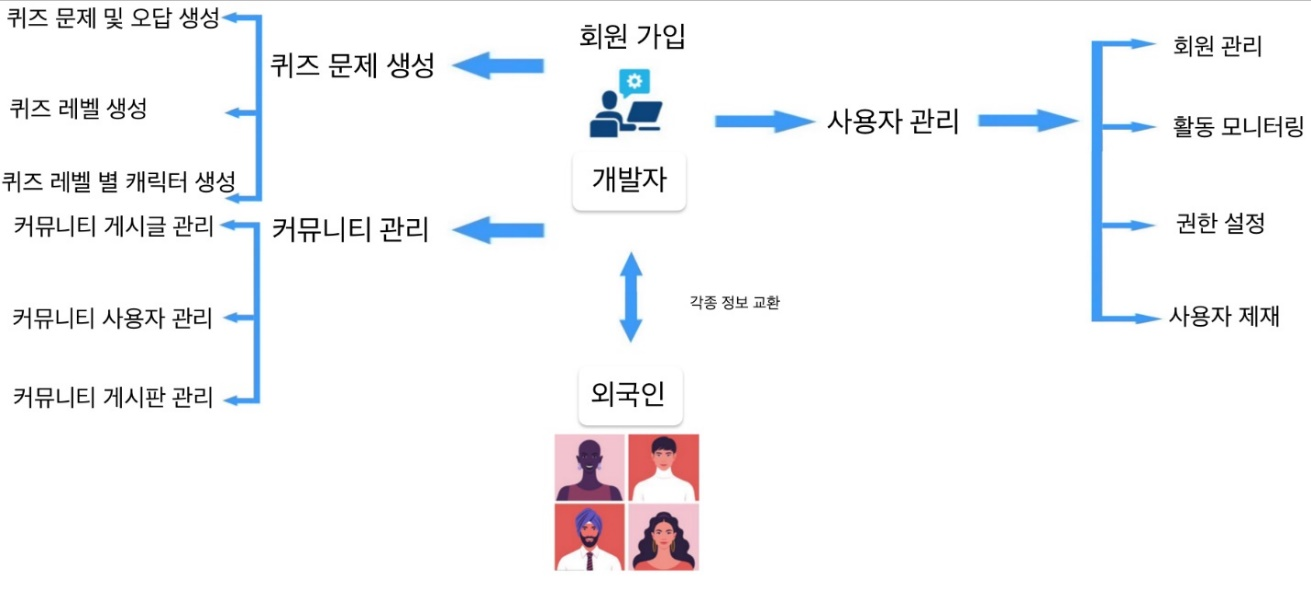 퀴즈 문제 및 오답 생성
퀴즈 레벨 생성
퀴즈 레벨 별 캐릭터 생성
퀴즈 문제 생성
커뮤니티 게시글 관리
커뮤니티 사용자 관리
커뮤니티 게시판 관리
커뮤니티 관리
회원 가입
개발자
각종 정보 교환
외국인
사용자 관리
회원 관리
활동 모니터링
권한 설정
사용자 제재